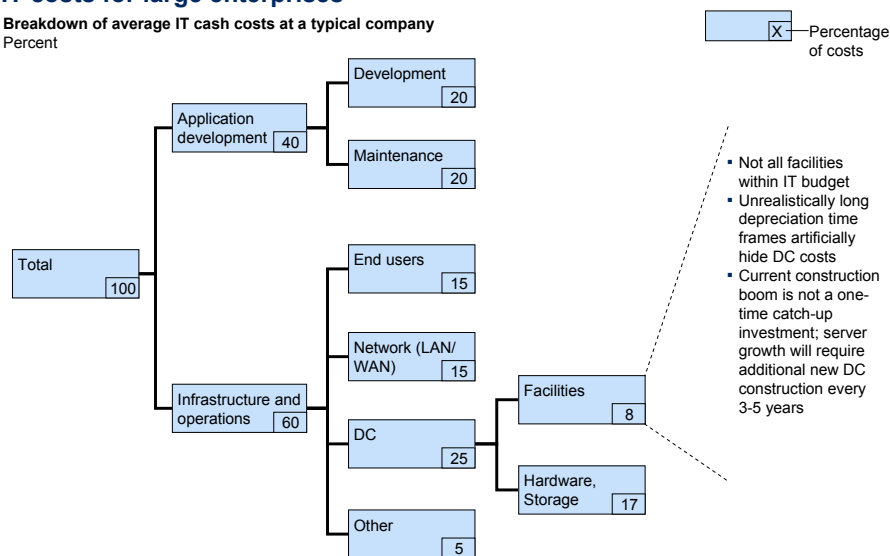 IT costs for large enterprises
Breakdown of average IT cash costs at a typical company
Percent
X
Percentage
of costs
Total
100
Application
development
40
Development
20
Maintenance
20
Infrastructure and
operations
60
End users
15
Network (LAN/
WAN)
15
DC
25
Other
5
Facilities
8
Hardware,
Storage
17
▪ Not all facilities
within IT budget
▪ Unrealistically long
depreciation time
frames artificially
hide DC costs
▪ Current construction
boom is not a one-
time catch-up
investment; server
growth will require
additional new DC
construction every
3-5 years